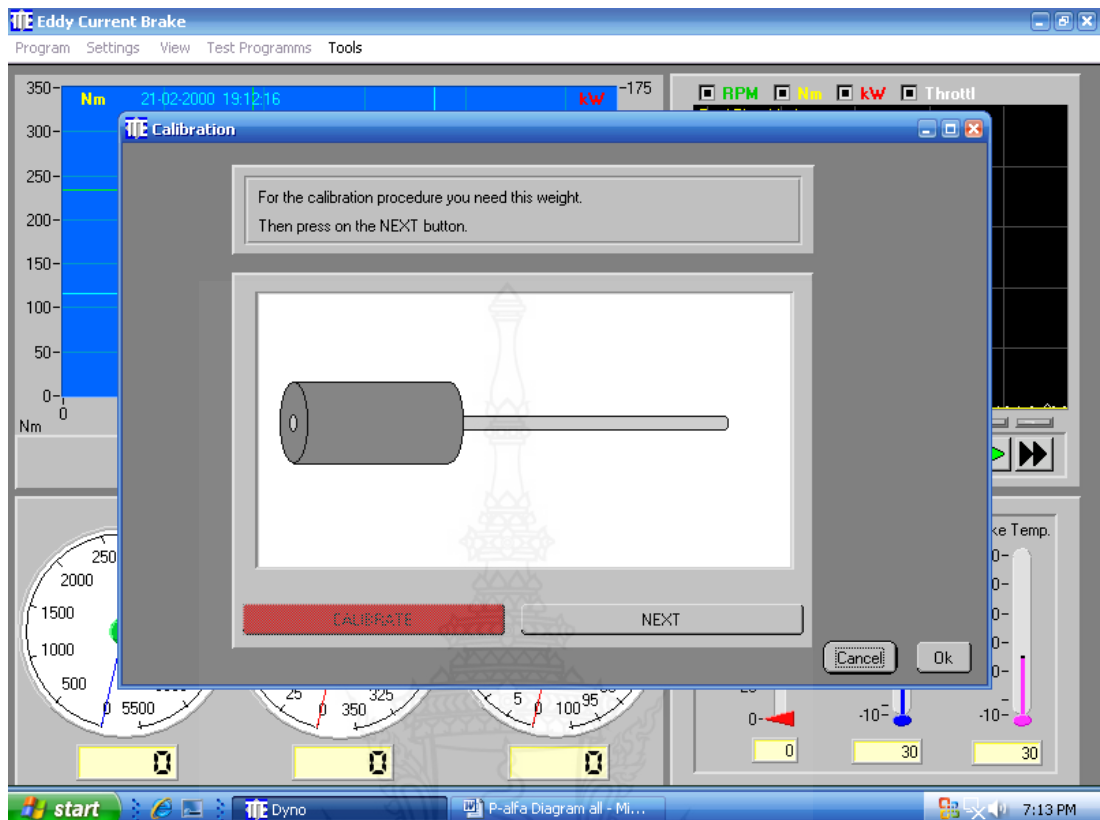 Eddy Current Brake
Program Settings View Test Programms Tools
350
Nm 21-02-2000 19:12:16 kW
175
RPM Nm kW Throttl
300
250
200
150
100
50
0
0
Nm
Calibration
For the calibration procedure you need this weight.
Then press on the NEXT button.
CALIBRATE NEXT
Cancel Ok
ke Temp.
250
2000
1500
1000
500
0 5500
25 0 350 325
5 0 100 95
0
-10
-10
0 0 0
0 30 30
start Dyno P-alfa Diagram all - Mi... 7:13 PM